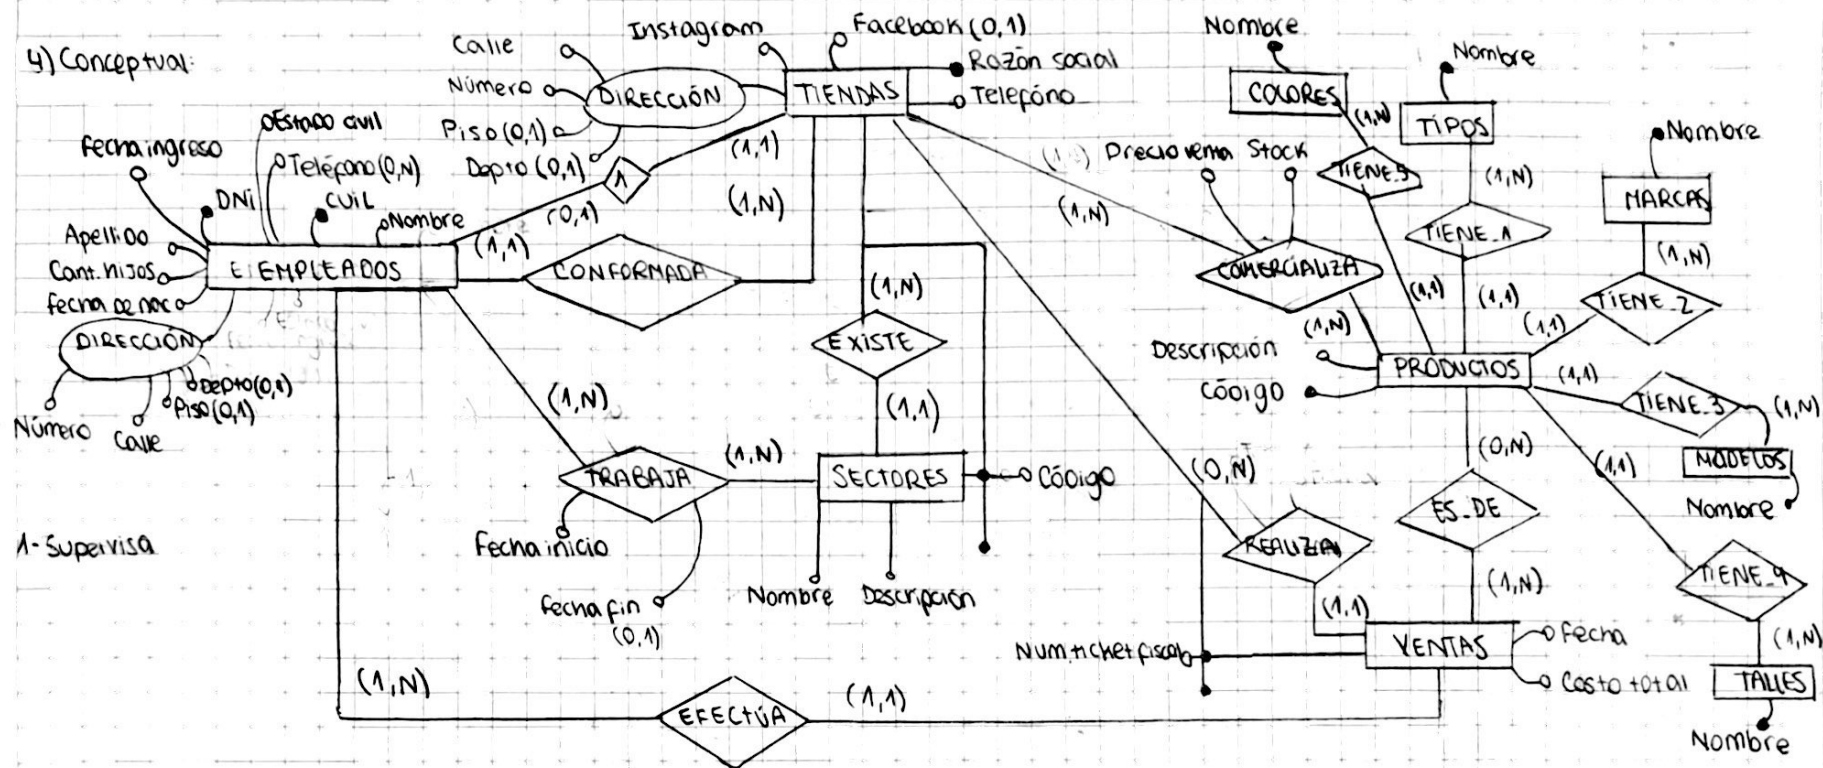 4) Conceptual:
Calle
Instagram
Facebook (0,1)
Nombre
Número
DIRECCIÓN
TIENDAS
Razón social
Teléfono
COLORES
Nombre
TIPOS
Piso (0,1)
Depto (0,1)
Estado civil
Fecha ingreso
Teléfono (0,N)
DNI
CUIL
Nombre
1
(0,1)
(1,1)
(1,N)
(1,N)
Precio venta
Stock
(1,N)
TIENE_5
(1,N)
Nombre
MARCAS
Apellido
Cant. hijos
Fecha de nac
EMPLEADOS
(1,1)
CONFORMADA
TIENE_1
(1,N)
COMERCIALIZA
(1,1)
(1,1)
TIENE_2
(1,N)
EXISTE
(1,N)
(1,1)
DIRECCIÓN
Depto (0,1)
Piso (0,1)
Número
Calle
Descripción
Código
PRODUCTOS
(1,1)
TIENE_3
(1,N)
MODELOS
Nombre
(1,N)
(1,1)
TRABAJA
(1,N)
SECTORES
Código
(0,N)
(0,N)
(1,1)
1- Supervisa
Fecha inicio
Fecha fin
(0,1)
Nombre
Descripción
ES_DE
TIENE_4
(1,N)
(1,1)
(1,N)
Num. ticket fiscal
VENTAS
Fecha
Costo total
TALLES
Nombre
(1,N)
EFECTÚA
(1,1)